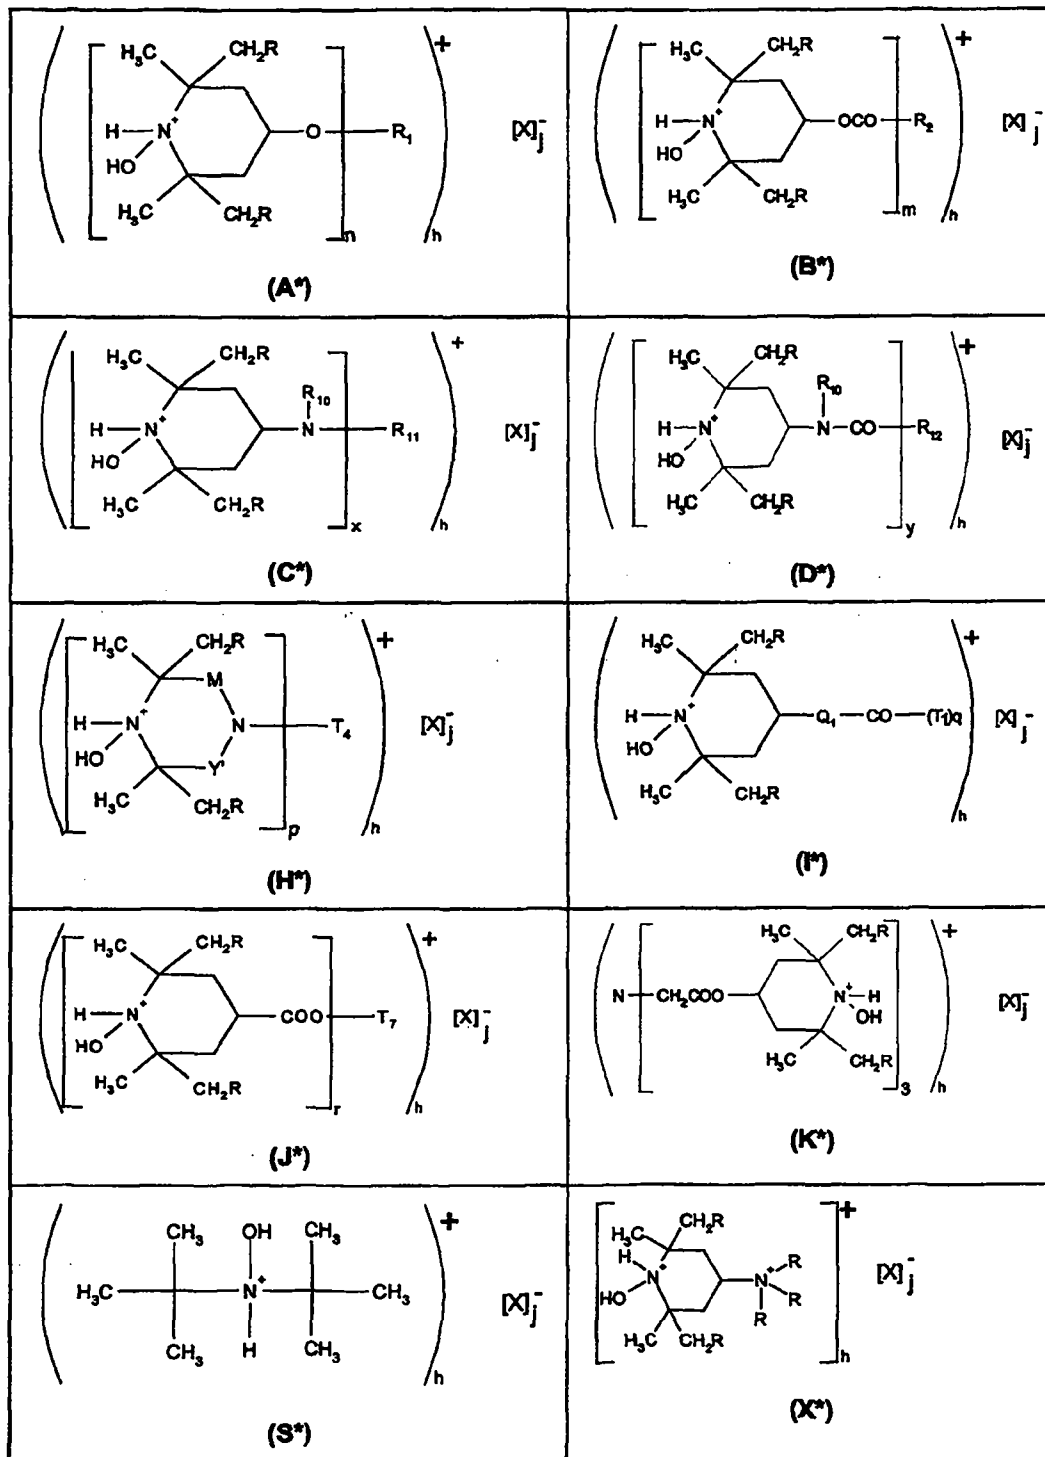 H₃C CH₂R
H N⁺ O R₁
HO
H₃C CH₂R
n h
+ [X]j⁻
(A*)
H₃C CH₂R
H N⁺ OCO R₂
HO
H₃C CH₂R
m h
+ [X]j⁻
(B*)
H₃C CH₂R
R₁₀
H N⁺ N R₁₁
HO
H₃C CH₂R
x h
+ [X]j⁻
(C*)
H₃C CH₂R
R₁₀
H N⁺ N CO R₁₂
HO
H₃C CH₂R
y h
+ [X]j⁻
(D*)
H₃C CH₂R
M
H N⁺ N T₄
HO
Y'
H₃C CH₂R
p h
+ [X]j⁻
(H*)
H₃C CH₂R
H N⁺ Q₁ CO (T₁)q
HO
H₃C CH₂R
h
+ [X]j⁻
(I*)
H₃C CH₂R
H N⁺ COO T₇
HO
H₃C CH₂R
r h
+ [X]j⁻
(J*)
H₃C CH₂R
N CH₂COO N⁺ H
OH
H₃C CH₂R
3 h
+ [X]j⁻
(K*)
OH
CH₃ CH₃
H₃C N⁺ CH₃
CH₃ H CH₃
h
+ [X]j⁻
(S*)
H₃C CH₂R
H N⁺ N⁺ R
HO R
R
H₃C CH₂R
h
+ [X]j⁻
(X*)